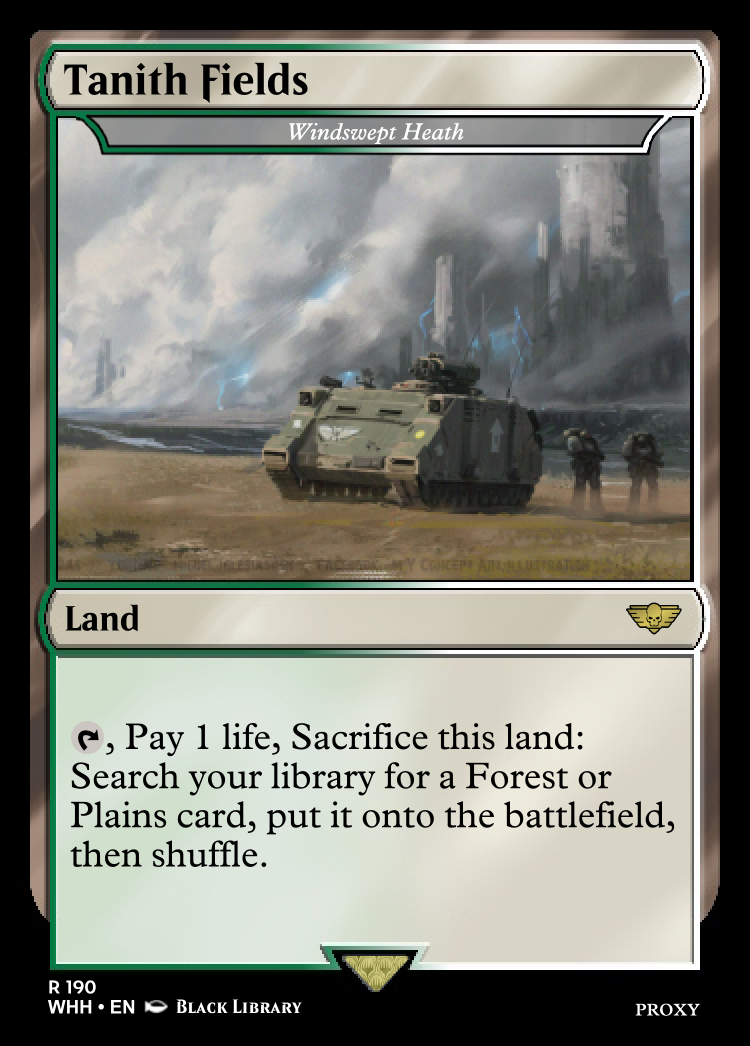 Tanith Fields
Windswept Heath
Land
, Pay 1 life, Sacrifice this land:
Search your library for a Forest or
Plains card, put it onto the battlefield,
then shuffle.
R 190
WHH • EN Black Library
PROXY